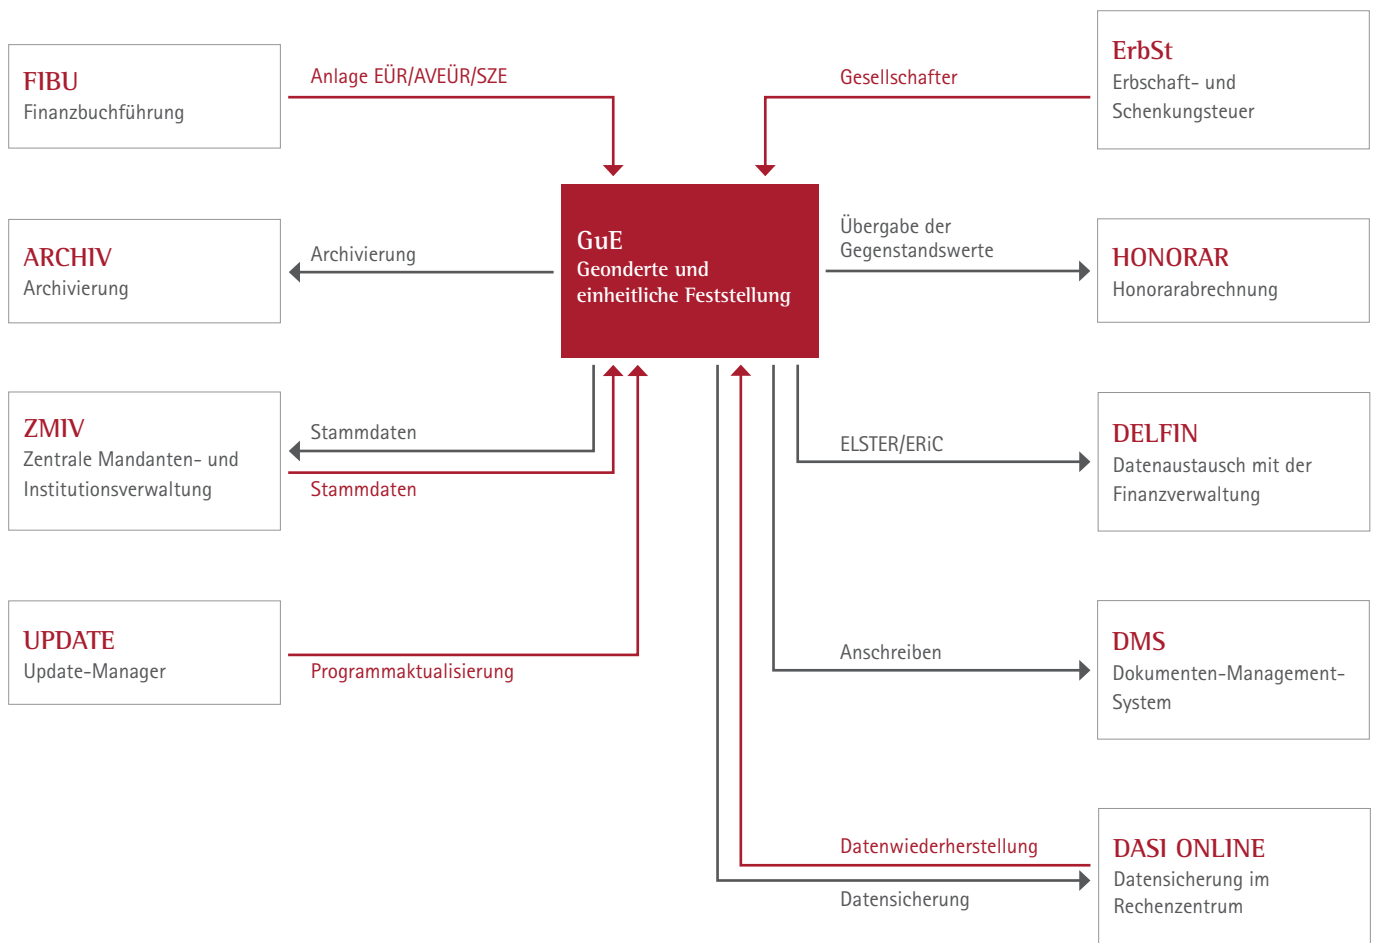 FIBU
Finanzbuchführung
Anlage EÜR/AVEÜR/SZE
Gesellschafter
ErbSt
Erbschaft- und
Schenkungsteuer
ARCHIV
Archivierung
Archivierung
GuE
Geonderte und
einheitliche Feststellung
Übergabe der
Gegenstandswerte
HONORAR
Honorarabrechnung
ZMIV
Zentrale Mandanten- und
Institutionsverwaltung
Stammdaten
Stammdaten
ELSTER/ERiC
DELFIN
Datenaustausch mit der
Finanzverwaltung
UPDATE
Update-Manager
Programmaktualisierung
Anschreiben
DMS
Dokumenten-Management-
System
Datenwiederherstellung
Datensicherung
DASI ONLINE
Datensicherung im
Rechenzentrum